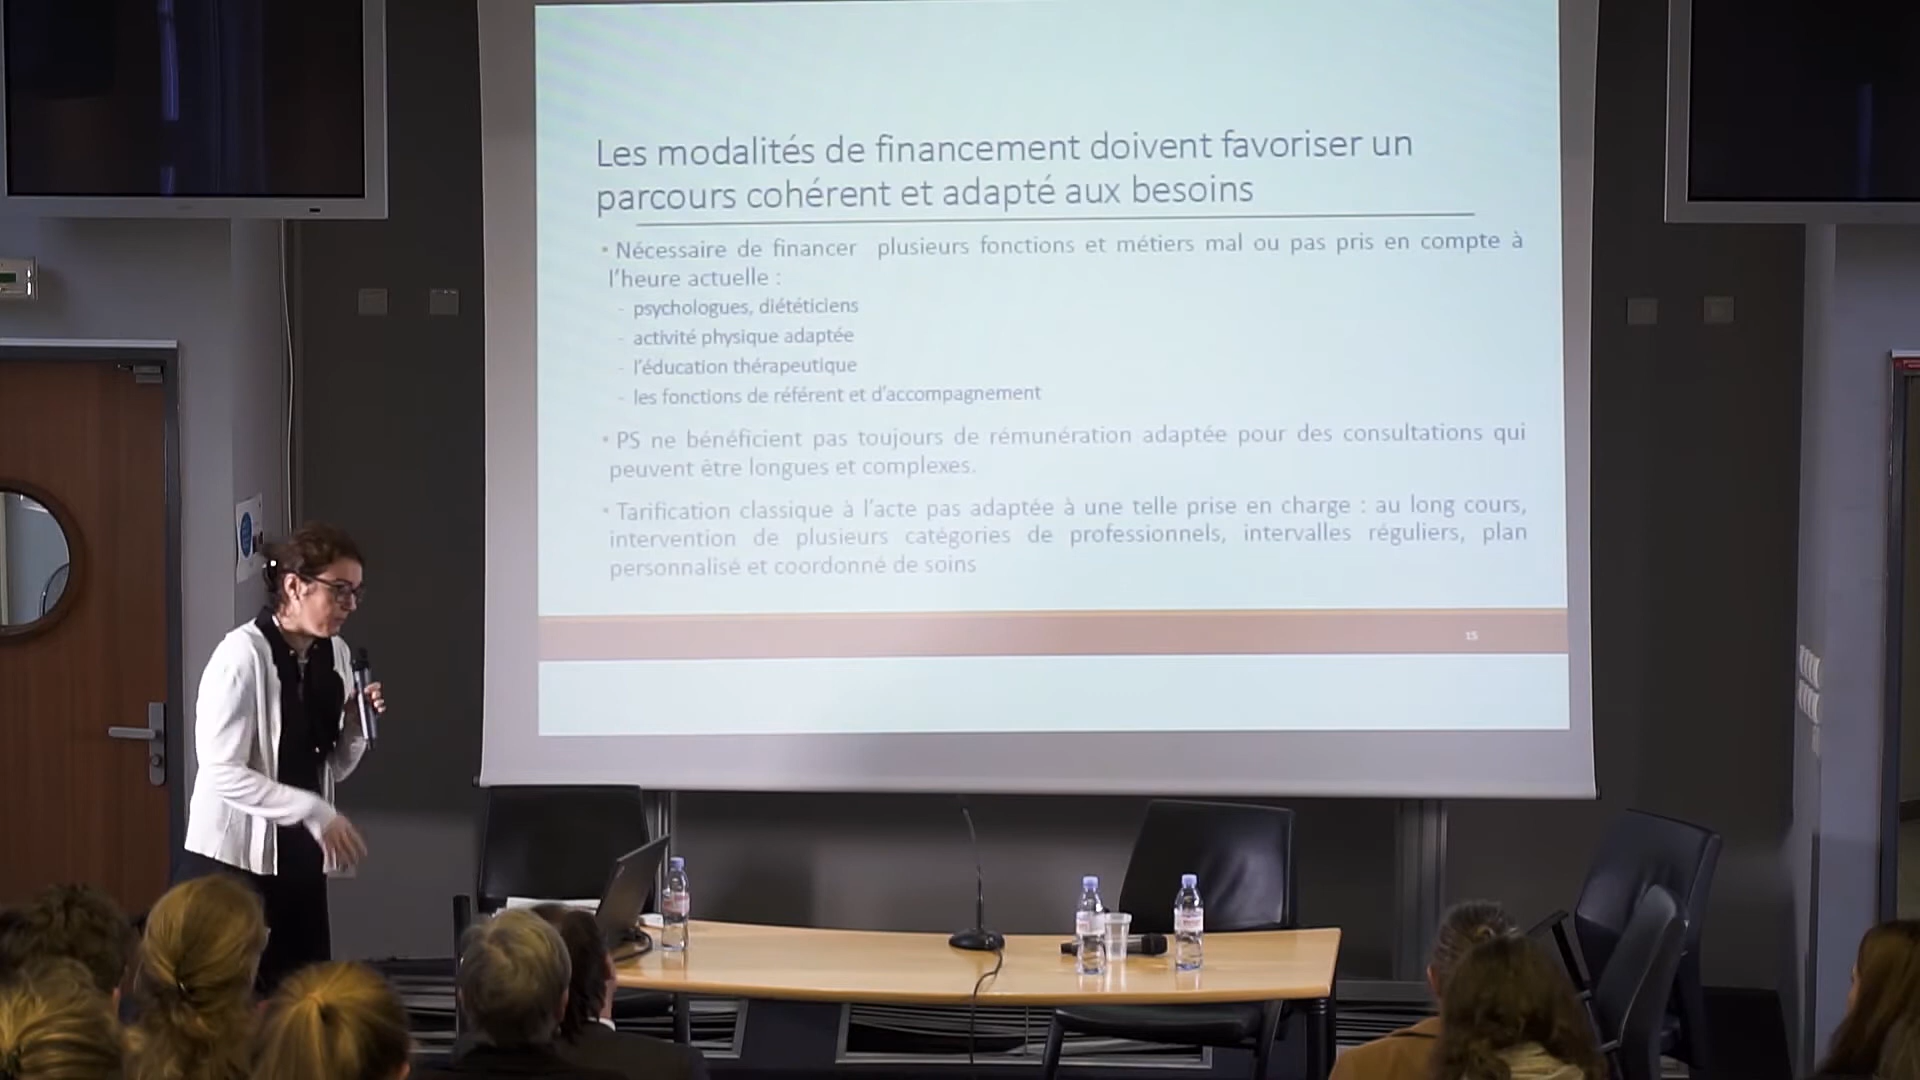 Les modalités de financement doivent favoriser un
parcours cohérent et adapté aux besoins
• Nécessaire de financer plusieurs fonctions et métiers mal ou pas pris en compte à
l'heure actuelle :
- psychologues, diététiciens
- activité physique adaptée
- l'éducation thérapeutique
- les fonctions de référent et d'accompagnement
• PS ne bénéficient pas toujours de rémunération adaptée pour des consultations qui
peuvent être longues et complexes.
• Tarification classique à l'acte pas adaptée à une telle prise en charge : au long cours,
intervention de plusieurs catégories de professionnels, intervalles réguliers, plan
personnalisé et coordonné de soins
15